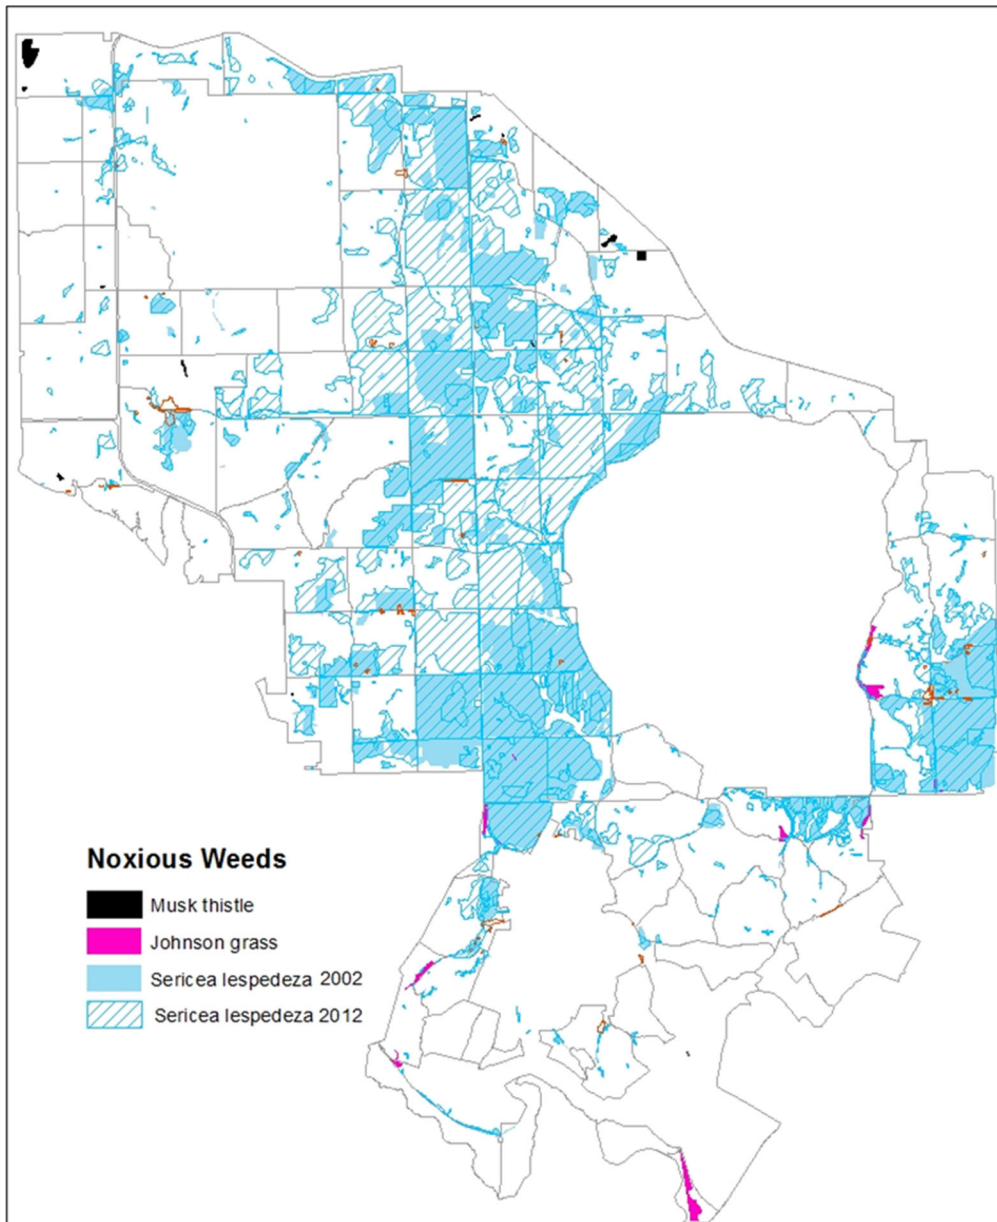 Noxious Weeds
Musk thistle
Johnson grass
Sericea lespedeza 2002
Sericea lespedeza 2012